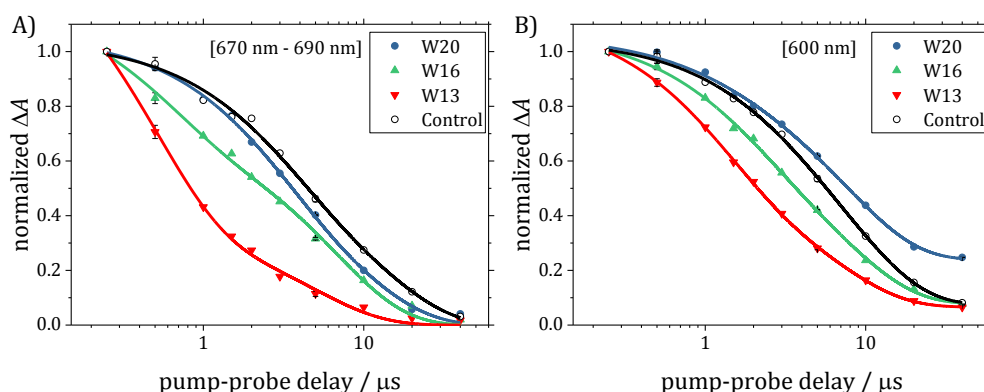 A)
[670 nm - 690 nm]
W20
W16
W13
Control
normalized ΔA
1.0
0.8
0.6
0.4
0.2
0.0
1
10
pump-probe delay / μs
B)
[600 nm]
W20
W16
W13
Control
normalized ΔA
1.0
0.8
0.6
0.4
0.2
0.0
1
10
pump-probe delay / μs